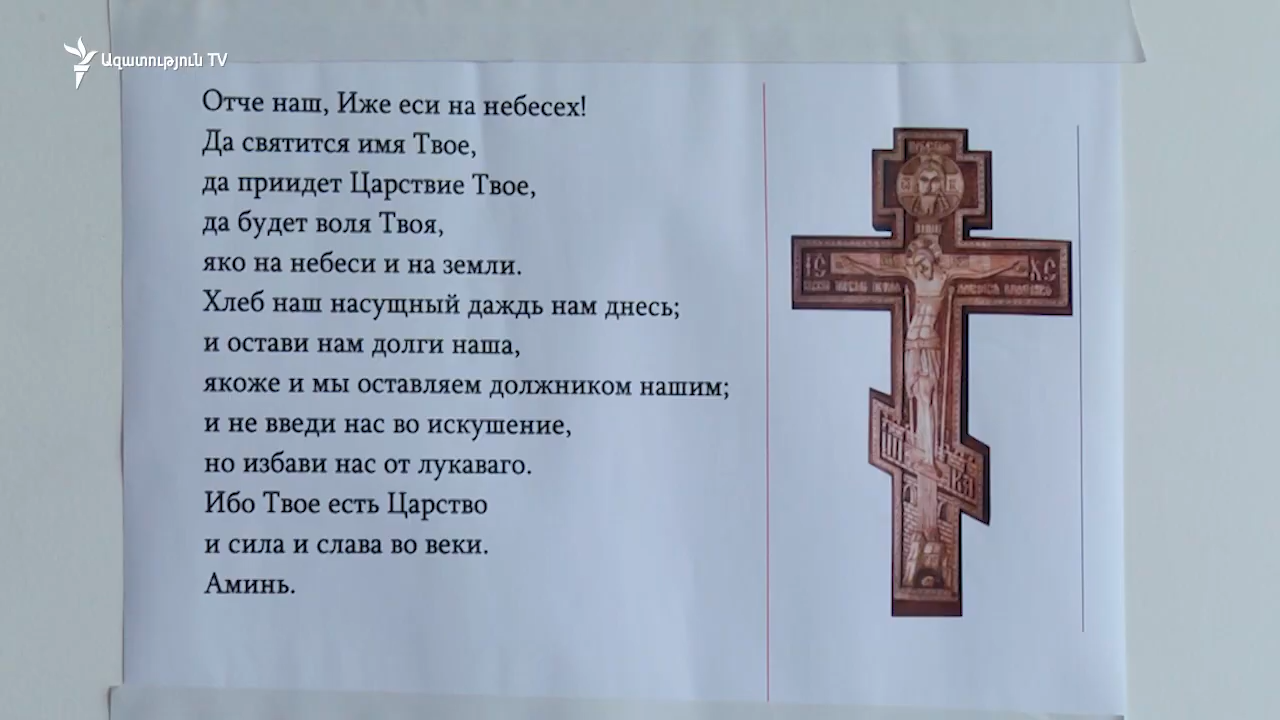 Ազատություն TV
Отче наш, Иже еси на небесех!
Да святится имя Твое,
да приидет Царствие Твое,
да будет воля Твоя,
яко на небеси и на земли.
Хлеб наш насущный даждь нам днесь;
и остави нам долги наша,
якоже и мы оставляем должником нашим;
и не введи нас во искушение,
но избави нас от лукаваго.
Ибо Твое есть Царство
и сила и слава во веки.
Аминь.
IC ХС